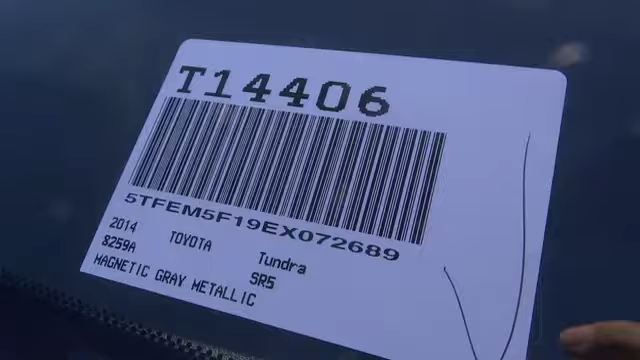 T14406
5TFEM5F19EX072689
2014 TOYOTA Tundra
8259A SR5
MAGNETIC GRAY METALLIC